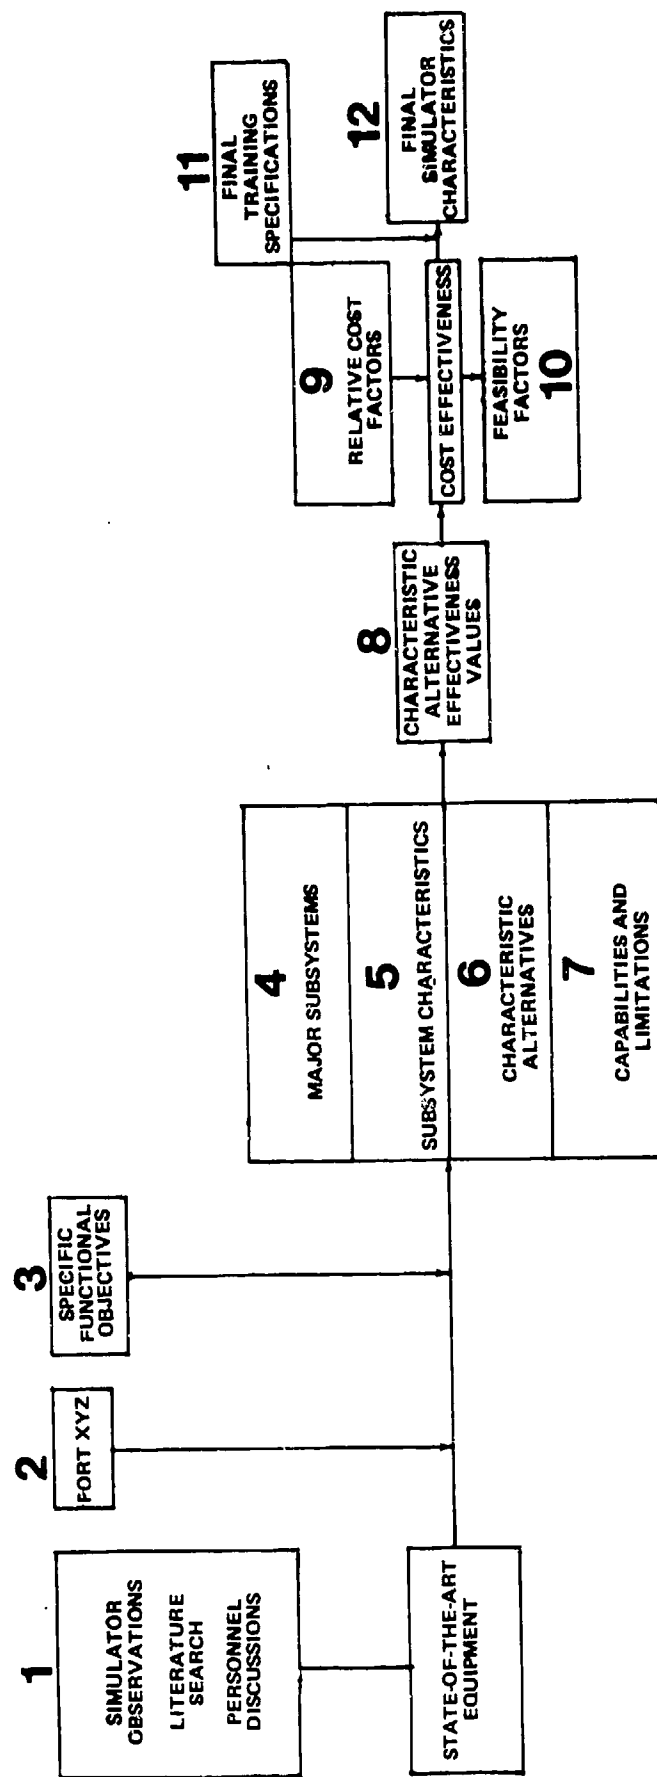 1
SIMULATOR
OBSERVATIONS
LITERATURE
SEARCH
PERSONNEL
DISCUSSIONS
STATE-OF-THE-ART
EQUIPMENT
2
PORT XYZ
3
SPECIFIC
FUNCTIONAL
OBJECTIVES
4
MAJOR SUBSYSTEMS
5
SUBSYSTEM CHARACTERISTICS
6
CHARACTERISTIC
ALTERNATIVES
7
CAPABILITIES AND
LIMITATIONS
8
CHARACTERISTIC
ALTERNATIVE
EFFECTIVENESS
VALUES
9
RELATIVE COST
FACTORS
COST EFFECTIVENESS
FEASIBILITY
FACTORS
10
11
FINAL
TRAINING
SPECIFICATIONS
12
FINAL
SIMULATOR
CHARACTERISTICS